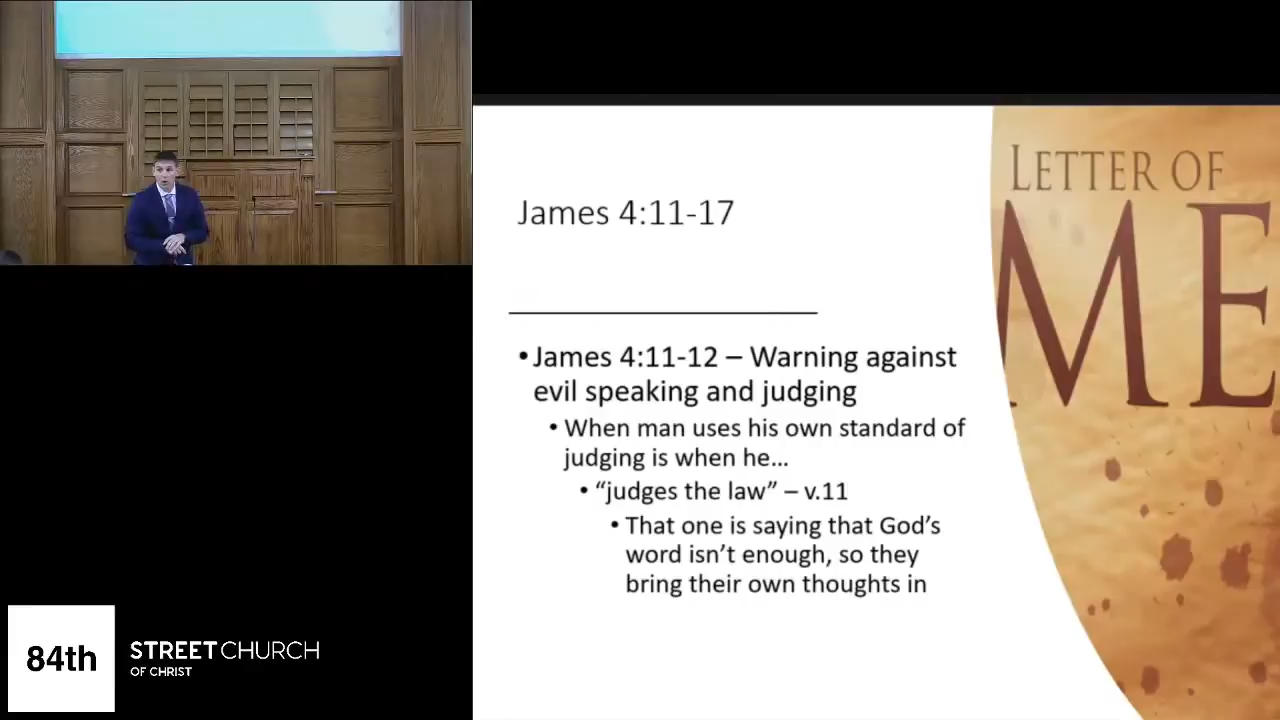 James 4:11-17
• James 4:11-12 – Warning against
evil speaking and judging
• When man uses his own standard of
judging is when he…
• “judges the law” – v.11
• That one is saying that God’s
word isn’t enough, so they
bring their own thoughts in
LETTER OF
ME
84th
STREET CHURCH
OF CHRIST